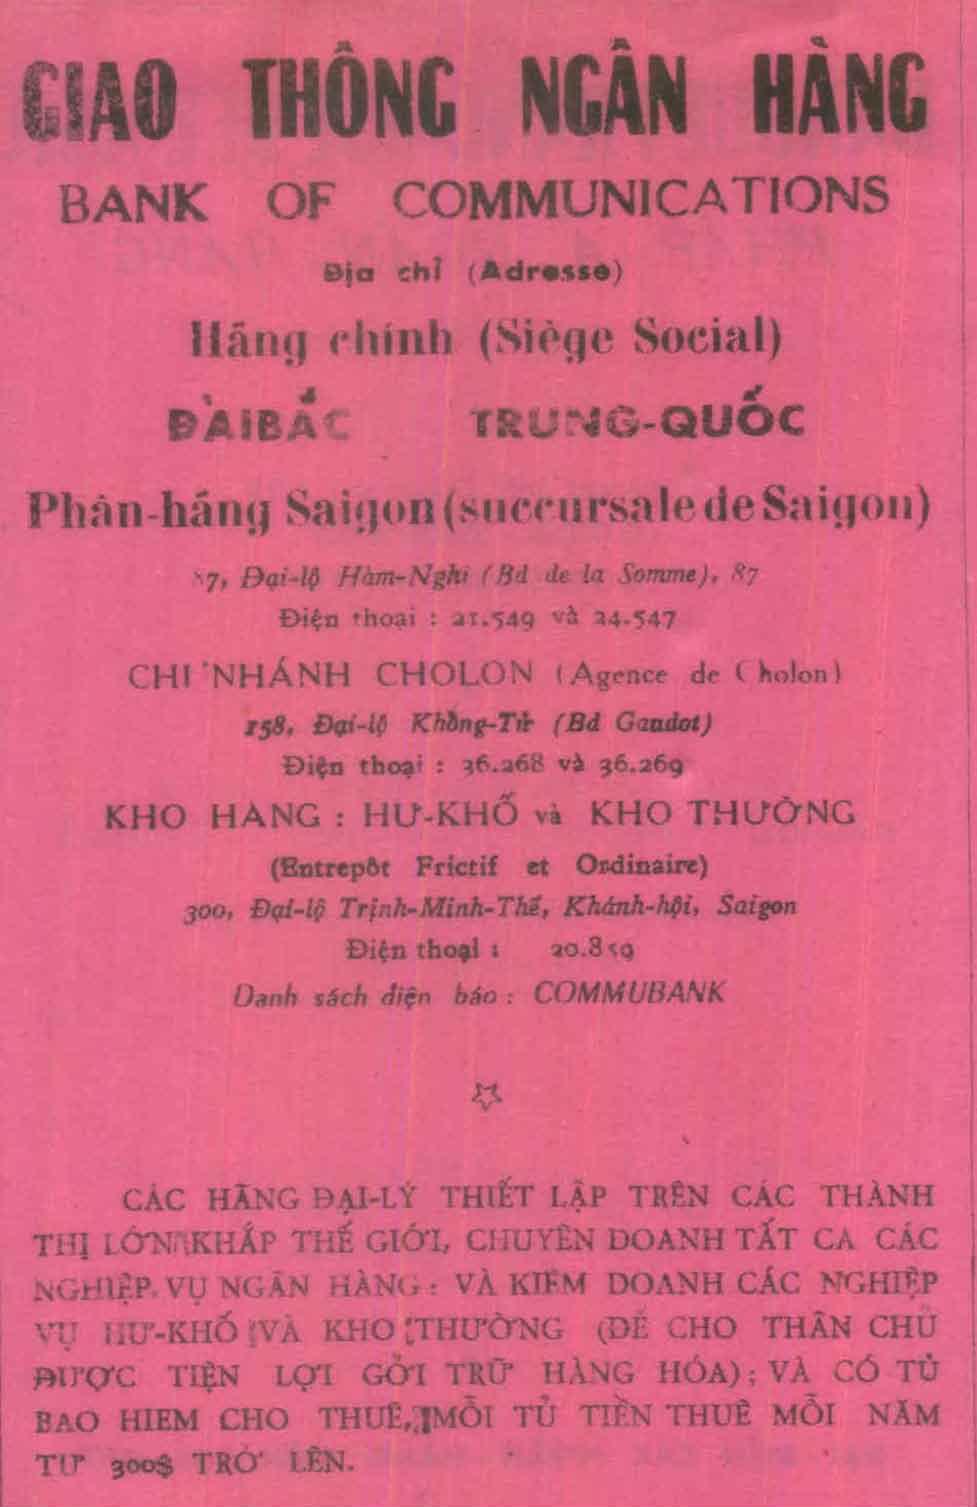 GIAO THÔNG NGÂN HÀNG
BANK OF COMMUNICATIONS
Địa chỉ (Adresse)
Hãng chính (Siège Social)
ĐÀI BẮC TRUNG-QUỐC
Phân-hãng Saigon (succursale de Saigon)
87, Đại-lộ Hàm-Nghi (Bd de la Somme), 87
Điện thoại : 21.549 và 24.547
CHI NHÁNH CHOLON (Agence de Cholon)
158, Đại-lộ Khổng-Tử (Bd Gaudot)
Điện thoại : 36.268 và 36.269
KHO HÀNG : HƯ-KHỐ và KHO THƯỜNG
(Entrepôt Frictif et Ordinaire)
300, Đại-lộ Trịnh-Minh-Thế, Khánh-hội, Saigon
Điện thoại : 20.859
Danh sách điện báo : COMMUBANK
CÁC HÃNG ĐẠI-LÝ THIẾT LẬP TRÊN CÁC THÀNH
THỊ LỚN KHẮP THẾ GIỚI, CHUYÊN DOANH TẤT CA CÁC
NGHIỆP VỤ NGÂN HÀNG : VÀ KIÊM DOANH CÁC NGHIỆP
VỤ HƯ-KHỐ VÀ KHO THƯỜNG (ĐỂ CHO THÂN CHỦ
ĐƯỢC TIỆN LỢI GỞI TRỮ HÀNG HÓA) ; VÀ CÓ TỦ
BAO HIEM CHO THUÊ, MỖI TỦ TIỀN THUÊ MỖI NĂM
TƯ 300$ TRỞ LÊN.